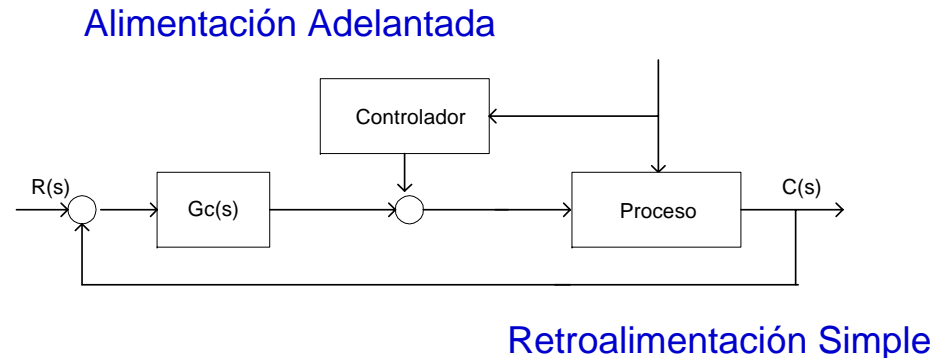 Alimentación Adelantada
Controlador
R(s)
Gc(s)
Proceso
C(s)
Retroalimentación Simple